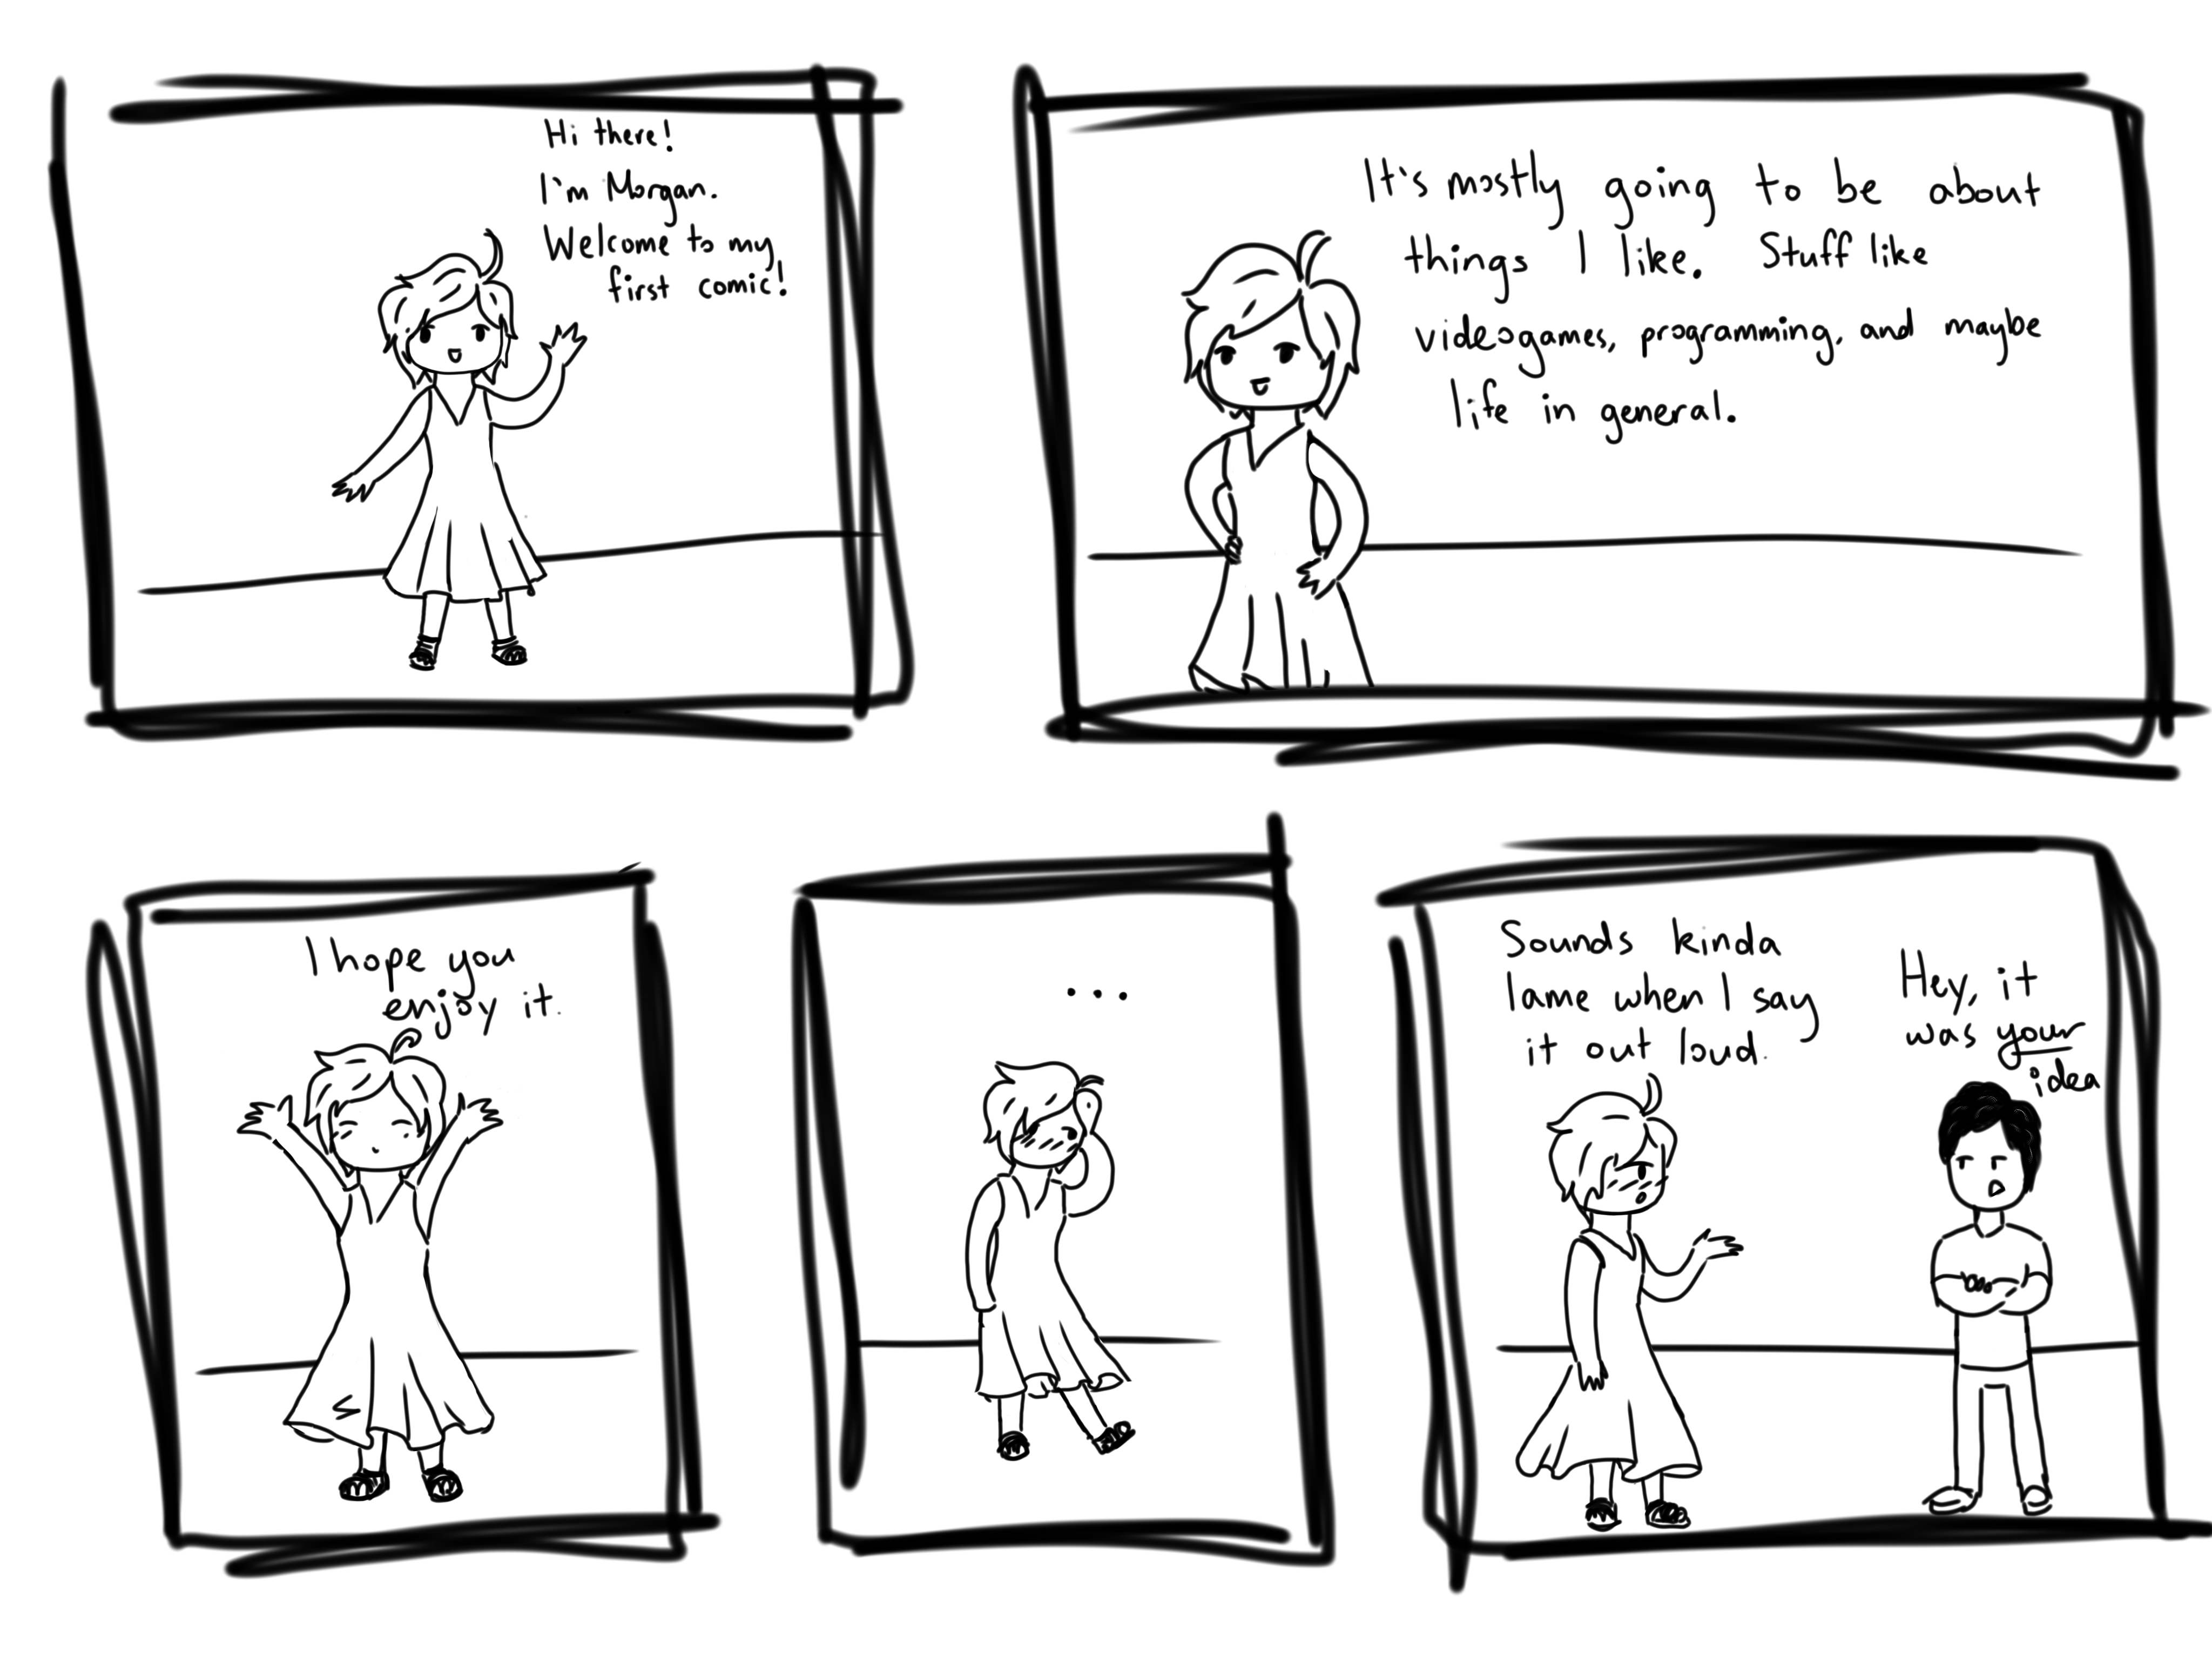 Hi there!
I'm Morgan.
Welcome to my
first comic!
It's mostly going to be about
things I like. Stuff like
videogames, programming, and maybe
life in general.
I hope you
enjoy it.
...
Sounds kinda
lame when I say
it out loud.
Hey, it
was your
idea